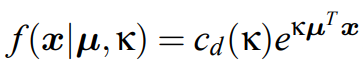 f(x|μ, κ) = c_d(κ)e^{κμ^T x}